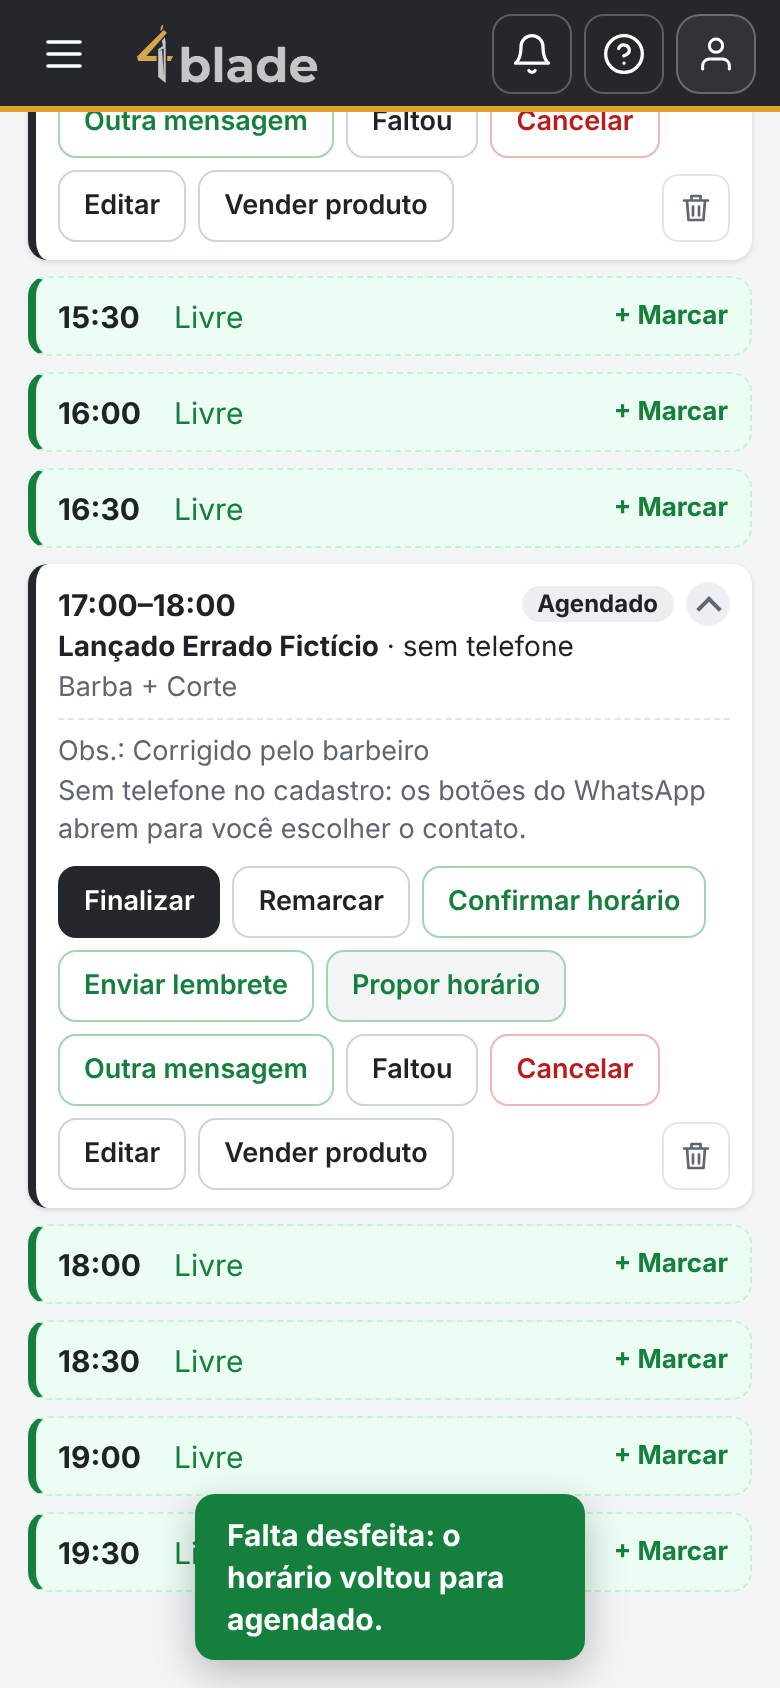 4blade
Outra mensagem
Faltou
Cancelar
Editar
Vender produto
15:30 Livre + Marcar
16:00 Livre + Marcar
16:30 Livre + Marcar
17:00–18:00 Agendado
Lançado Errado Fictício · sem telefone
Barba + Corte
Obs.: Corrigido pelo barbeiro
Sem telefone no cadastro: os botões do WhatsApp
abrem para você escolher o contato.
Finalizar
Remarcar
Confirmar horário
Enviar lembrete
Propor horário
Outra mensagem
Faltou
Cancelar
Editar
Vender produto
18:00 Livre + Marcar
18:30 Livre + Marcar
19:00 Livre + Marcar
19:30 + Marcar
Falta desfeita: o
horário voltou para
agendado.